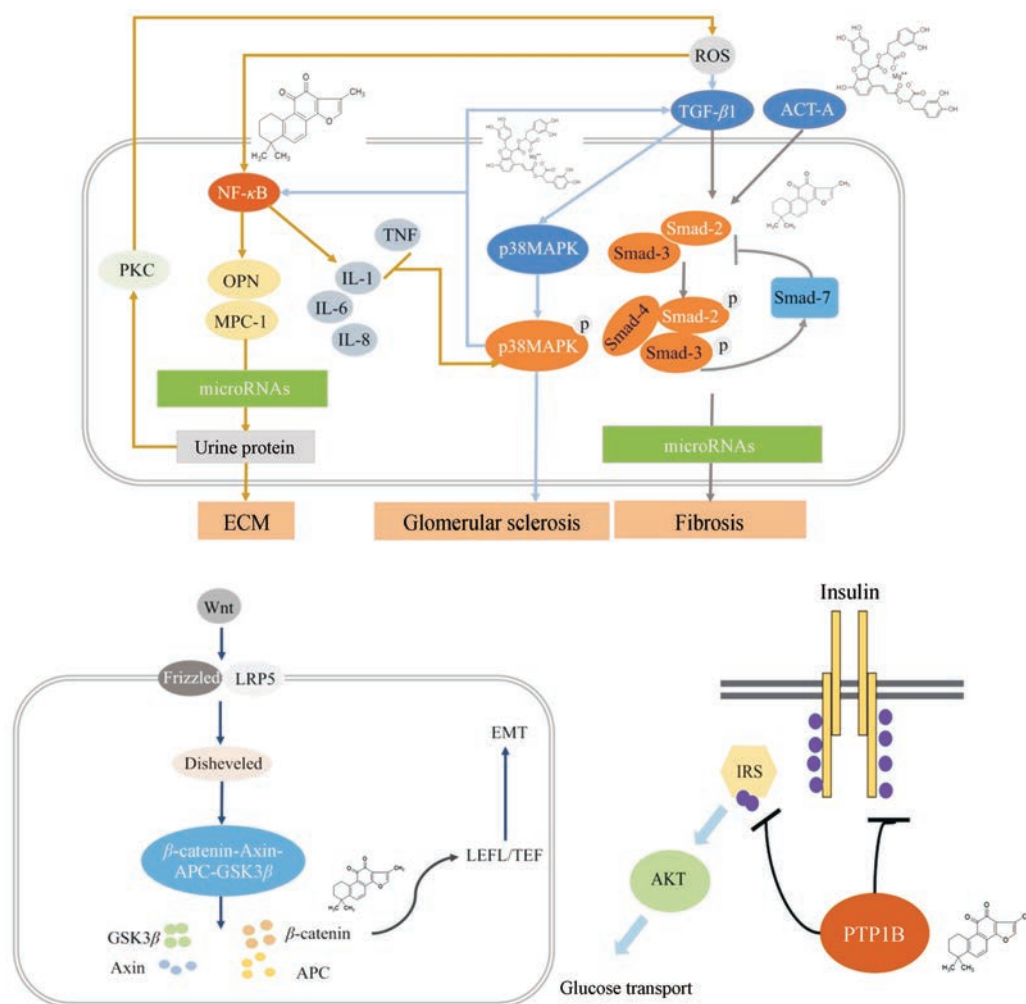 ROS
TGF-β1
ACT-A
NF-κB
TNF
PKC
OPN
IL-1
p38MAPK
Smad-2
Smad-3
MPC-1
IL-6
IL-8
p38MAPK
p
Smad-4
Smad-2
p
Smad-3
p
Smad-7
microRNAs
Urine protein
microRNAs
ECM
Glomerular sclerosis
Fibrosis
Wnt
Frizzled
LRP5
Disheveled
EMT
β-catenin-Axin-
APC-GSK3β
LEFL/TEF
GSK3β
β-catenin
Axin
APC
Insulin
IRS
AKT
PTP1B
Glucose transport
O
O
CH₃
O
H₃C
CH₃